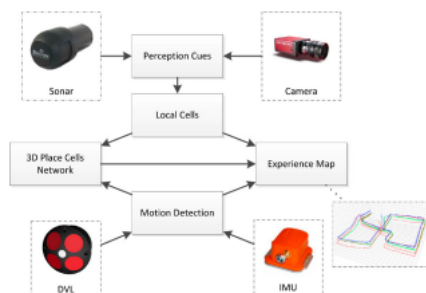 Perception Cues
Sonar
Camera
Local Cells
3D Place Cells
Network
Experience Map
Motion Detection
DVL
IMU